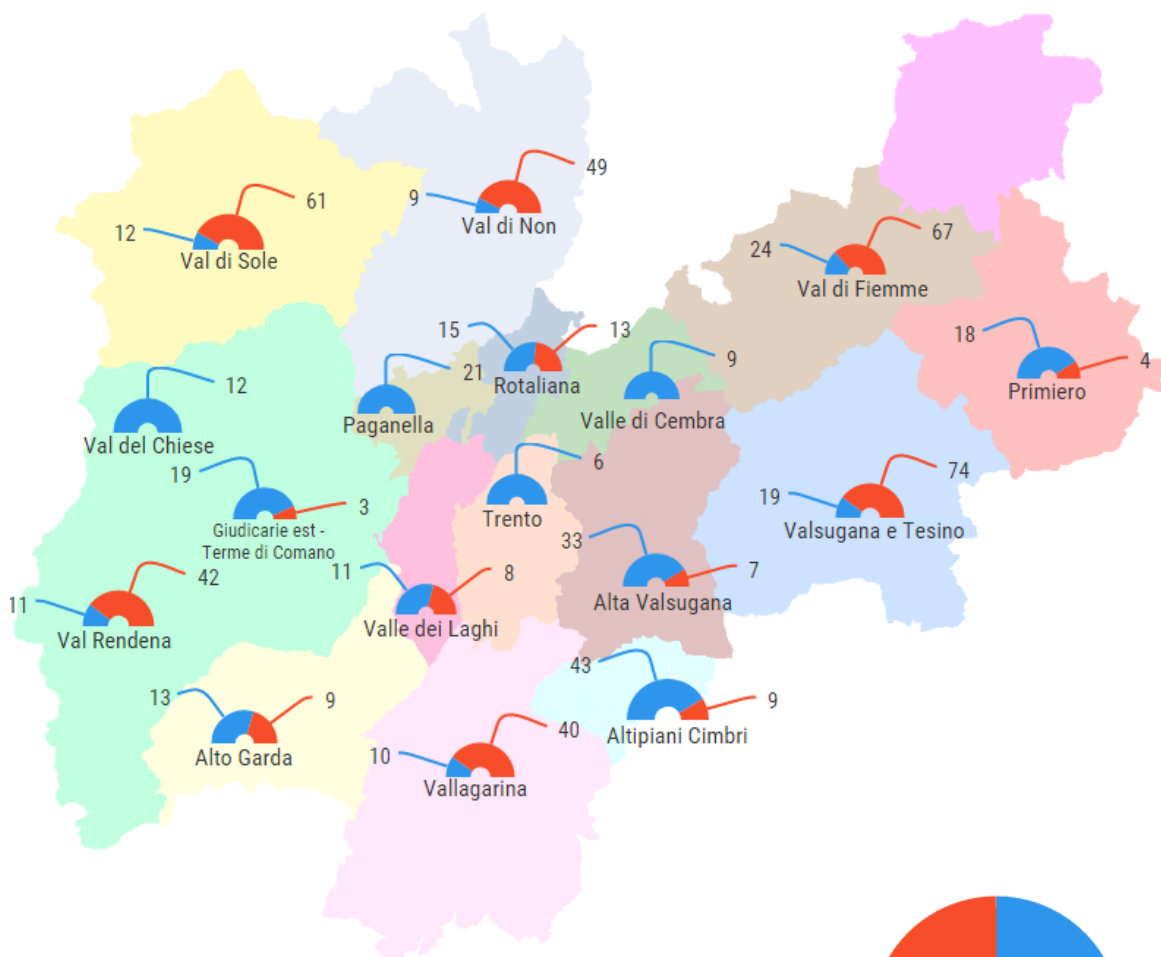 49
9
Val di Non
61
12
Val di Sole
67
24
Val di Fiemme
15
13
Rotaliana
9
Valle di Cembra
18
4
Primiero
21
Paganella
12
Val del Chiese
6
Trento
19
3
Giudicarie est -
Terme di Comano
74
19
Valsugana e Tesino
33
7
Alta Valsugana
11
8
Valle dei Laghi
42
11
Val Rendena
43
9
Altipiani Cimbri
13
9
Alto Garda
40
10
Vallagarina